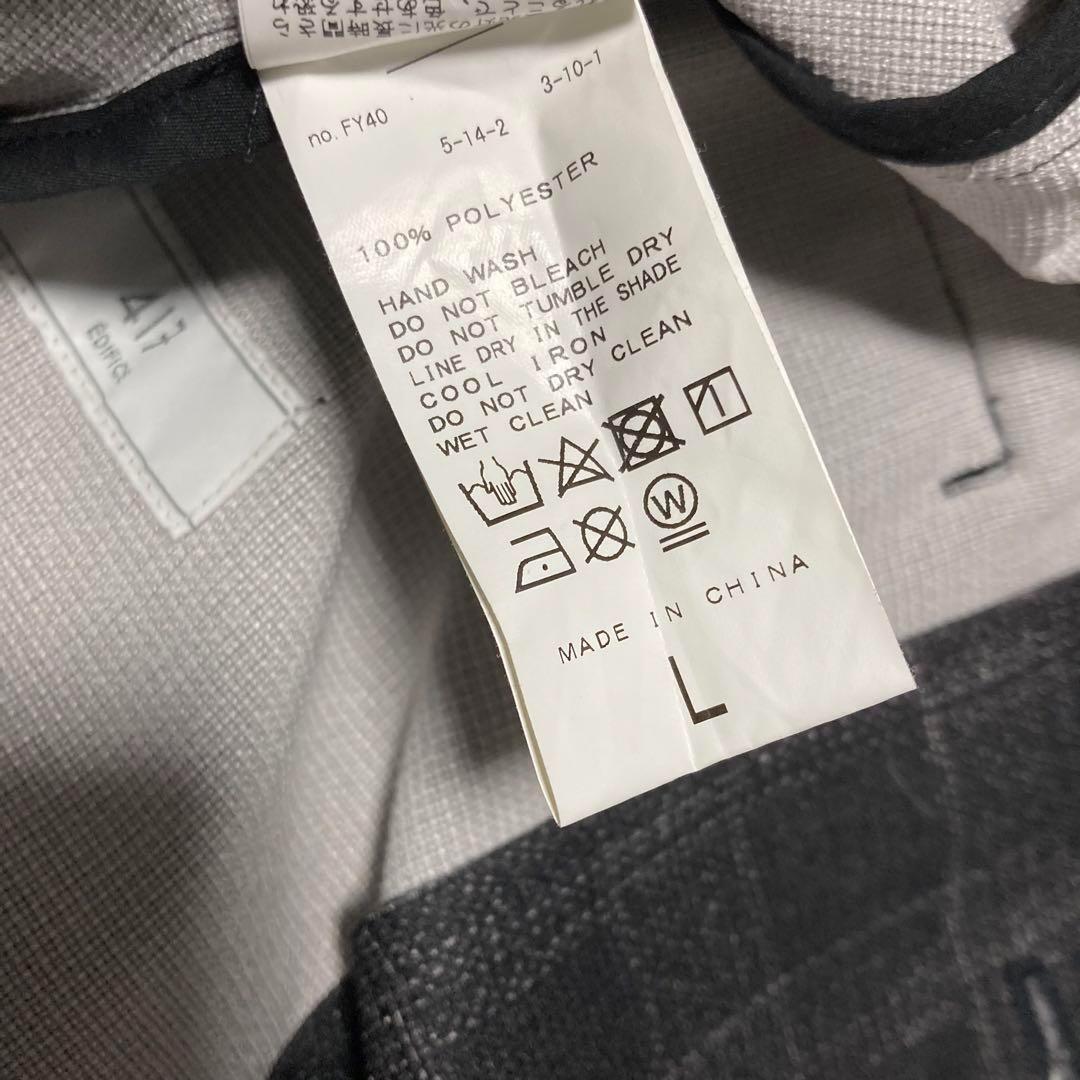 no. FY40
3-10-1
5-14-2
100% POLYESTER
HAND WASH
DO NOT BLEACH
DO NOT TUMBLE DRY
LINE DRY IN THE SHADE
COOL IRON
DO NOT DRY CLEAN
WET CLEAN
W
MADE IN CHINA
L
417
EDIFICE